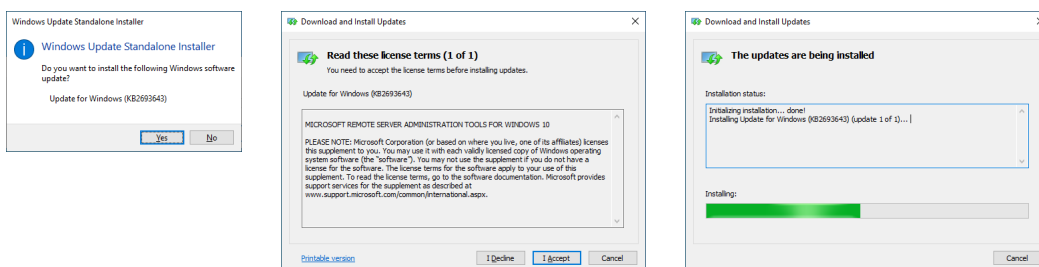 Windows Update Standalone Installer
Windows Update Standalone Installer
Do you want to install the following Windows software
update?
Update for Windows (KB2693643)
Yes
No
Download and Install Updates
Read these license terms (1 of 1)
You need to accept the license terms before installing updates.
Update for Windows (KB2693643)
MICROSOFT REMOTE SERVER ADMINISTRATION TOOLS FOR WINDOWS 10
PLEASE NOTE: Microsoft Corporation (or based on where you live, one of its affiliates) licenses
this supplement to you. You may use it with each validly licensed copy of Windows operating
system software (the "software"). You may not use the supplement if you do not have a
license for the software. The license terms for the software apply to your use of this
supplement. To read the license terms, go to the software documentation. Microsoft provides
support services for the supplement as described at
www.support.microsoft.com/common/international.aspx.
Printable version
I Decline
I Accept
Cancel
Download and Install Updates
The updates are being installed
Installation status:
Initializing installation... done!
Installing Update for Windows (KB2693643) (update 1 of 1)...
Installing:
Cancel